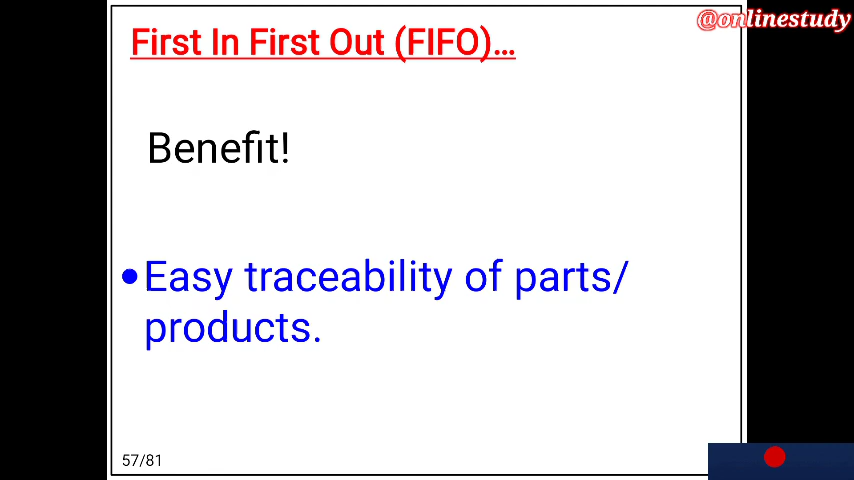 @onlinestudy
First In First Out (FIFO)...
Benefit!
•Easy traceability of parts/
products.
57/81